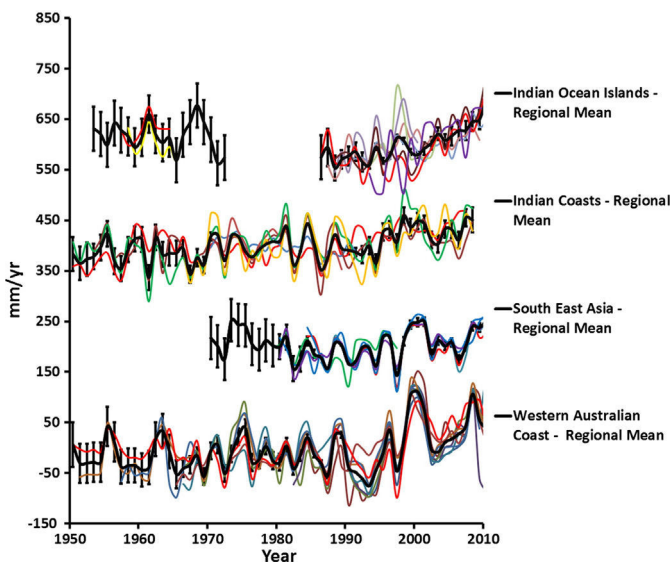 850
750
650
550
450
350
250
150
50
-50
-150
mm/yr
1950
1960
1970
1980
1990
2000
2010
Year
Indian Ocean Islands -
Regional Mean
Indian Coasts - Regional
Mean
South East Asia -
Regional Mean
Western Australian
Coast - Regional Mean